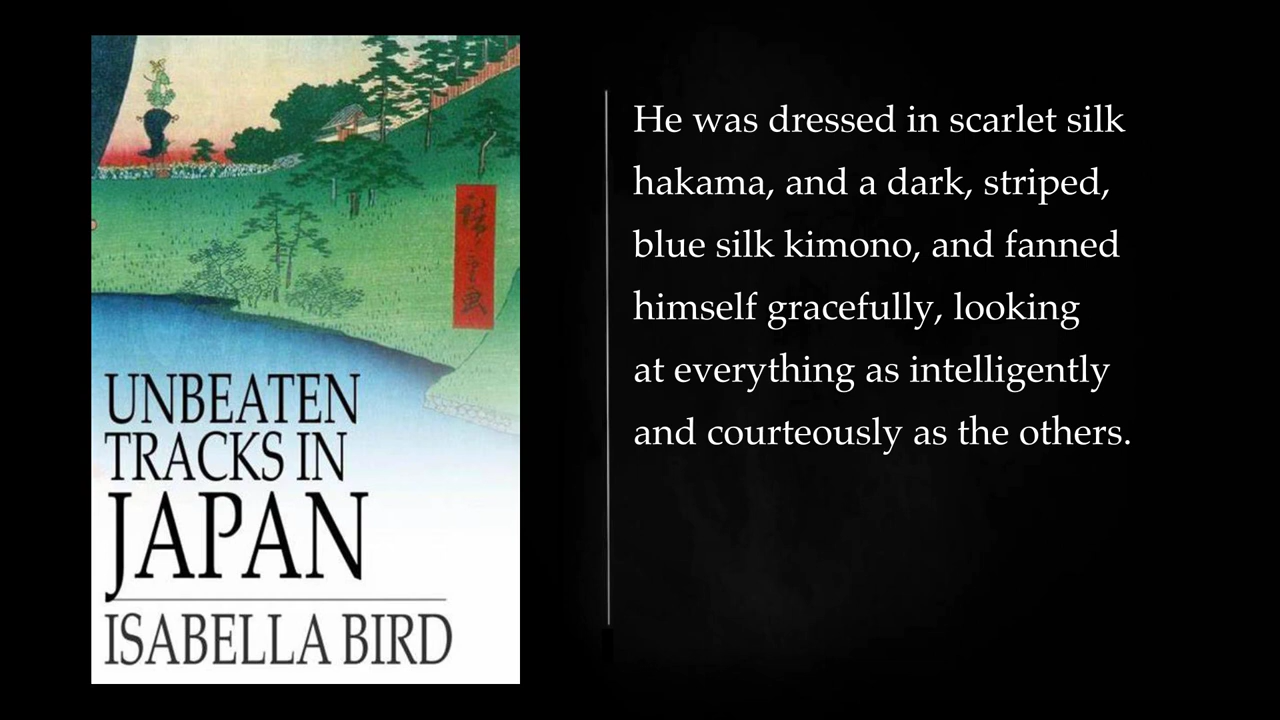 UNBEATEN
TRACKS IN
JAPAN
ISABELLA BIRD
He was dressed in scarlet silk
hakama, and a dark, striped,
blue silk kimono, and fanned
himself gracefully, looking
at everything as intelligently
and courteously as the others.